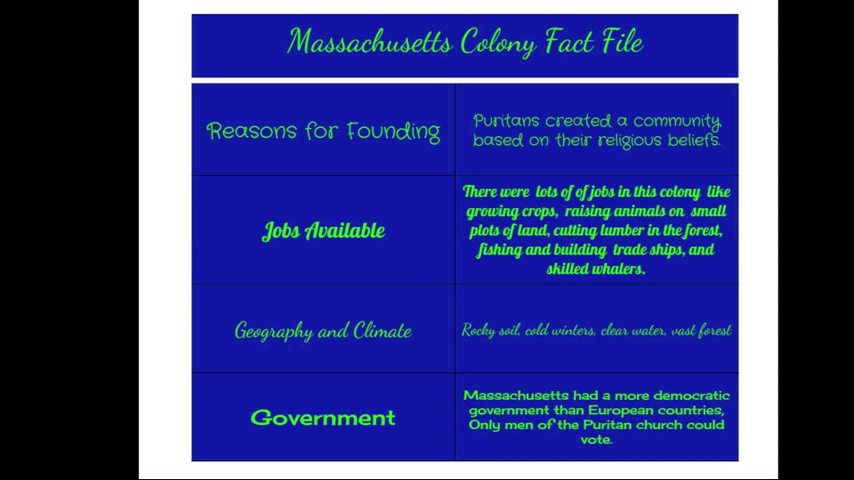 Massachusetts Colony Fact File
Reasons for Founding
Puritans created a community
based on their religious beliefs.
Jobs Available
There were lots of of jobs in this colony like
growing crops, raising animals on small
plots of land, cutting lumber in the forest,
fishing and building trade ships, and
skilled whalers.
Geography and Climate
Rocky soil, cold winters, clear water, vast forest
Government
Massachusetts had a more democratic
government than European countries,
Only men of the Puritan church could
vote.